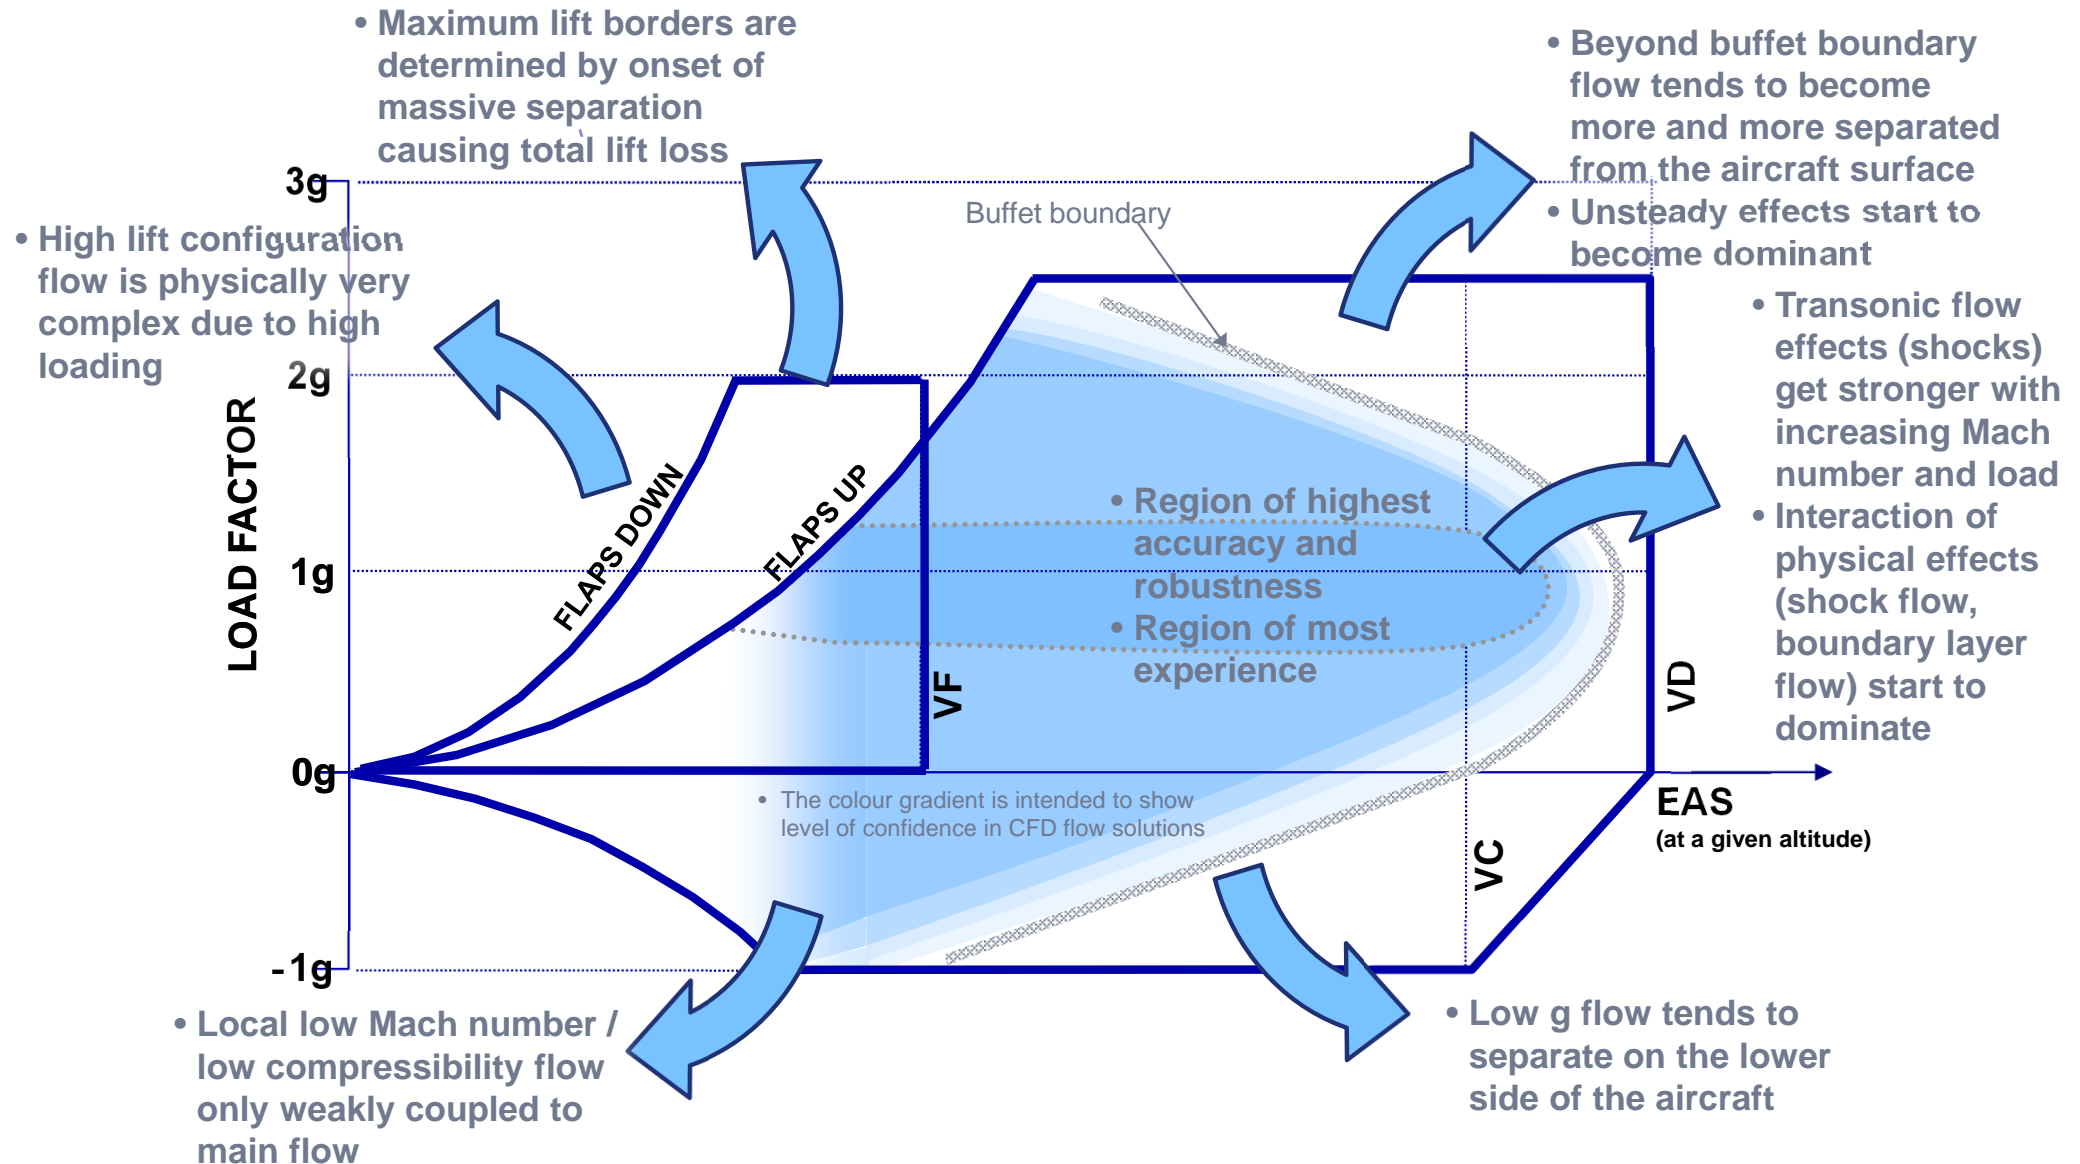 • Maximum lift borders are
determined by onset of
massive separation
causing total lift loss
• Beyond buffet boundary
flow tends to become
more and more separated
from the aircraft surface
• Unsteady effects start to
become dominant
3g
Buffet boundary
• High lift configuration
flow is physically very
complex due to high
loading
• Transonic flow
effects (shocks)
get stronger with
increasing Mach
number and load
• Interaction of
physical effects
(shock flow,
boundary layer
flow) start to
dominate
2g
LOAD FACTOR
FLAPS DOWN
FLAPS UP
• Region of highest
accuracy and
robustness
• Region of most
experience
1g
VF
VD
0g
• The colour gradient is intended to show
level of confidence in CFD flow solutions
EAS
(at a given altitude)
VC
-1g
• Local low Mach number /
low compressibility flow
only weakly coupled to
main flow
• Low g flow tends to
separate on the lower
side of the aircraft